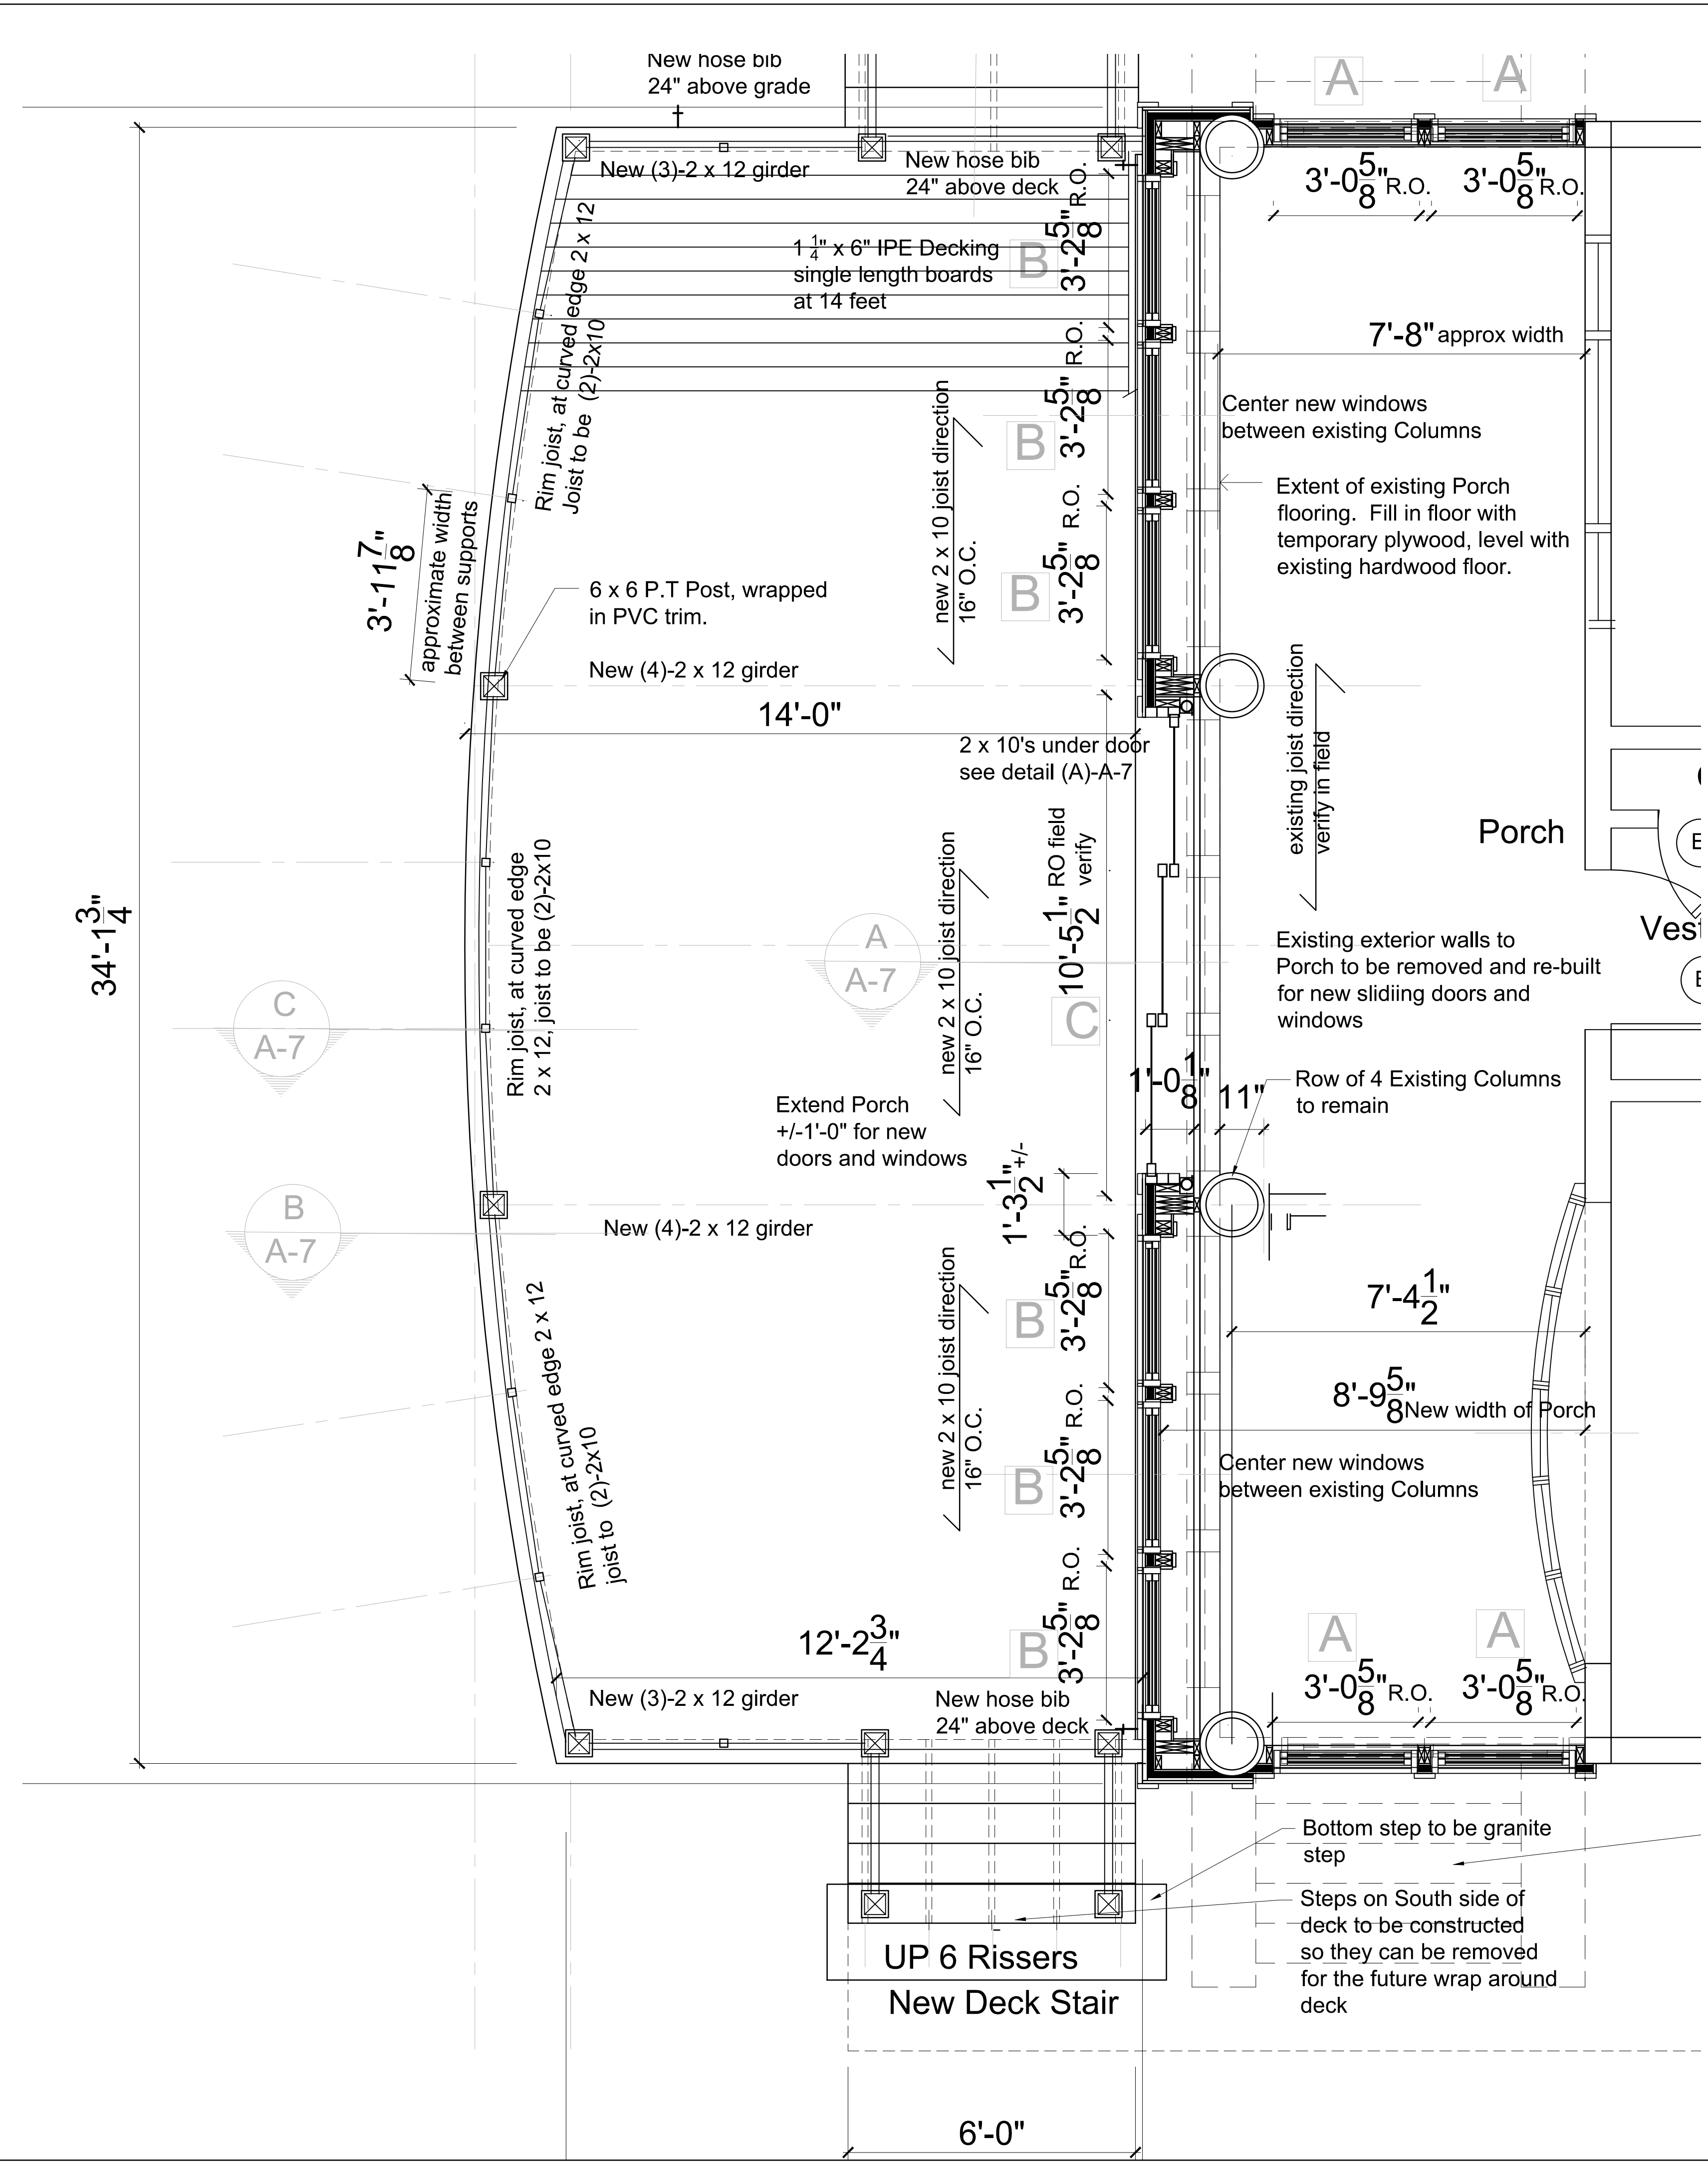 New hose bib
24" above grade
A
A
New (3)-2 x 12 girder
New hose bib
24" above deck
3'-2 5/8" R.O.
3'-0 5/8" R.O.
3'-0 5/8" R.O.
Rim joist, at curved edge 2 x 12
Joist to be (2)-2x10
1 1/4" x 6" IPE Decking
single length boards
at 14 feet
B
7'-8" approx width
3'-2 5/8" R.O.
B
new 2 x 10 joist direction
16" O.C.
Center new windows
between existing Columns
3'-11 7/8"
approximate width
between supports
3'-2 5/8" R.O.
B
Extent of existing Porch
flooring. Fill in floor with
temporary plywood, level with
existing hardwood floor.
6 x 6 P.T Post, wrapped
in PVC trim.
New (4)-2 x 12 girder
14'-0"
2 x 10's under door
see detail (A)-A-7
existing joist direction
verify in field
Porch
34'-1 3/4"
Rim joist, at curved edge
2 x 12, joist to be (2)-2x10
A
A-7
new 2 x 10 joist direction
16" O.C.
10'-5 1/2" RO field
verify
C
Vest
E
E
Existing exterior walls to
Porch to be removed and re-built
for new slidiing doors and
windows
C
A-7
1'-0 1/8"
11"
Row of 4 Existing Columns
to remain
Extend Porch
+/-1'-0" for new
doors and windows
1'-3 1/2" +/-
B
A-7
New (4)-2 x 12 girder
3'-2 5/8" R.O.
B
new 2 x 10 joist direction
16" O.C.
7'-4 1/2"
Rim joist, at curved edge 2 x 12
joist to (2)-2x10
3'-2 5/8" R.O.
B
8'-9 5/8" New width of Porch
Center new windows
between existing Columns
12'-2 3/4"
3'-2 5/8" R.O.
B
A
A
3'-0 5/8" R.O.
3'-0 5/8" R.O.
New (3)-2 x 12 girder
New hose bib
24" above deck
Bottom step to be granite
step
Steps on South side of
deck to be constructed
so they can be removed
for the future wrap around
deck
UP 6 Rissers
New Deck Stair
6'-0"